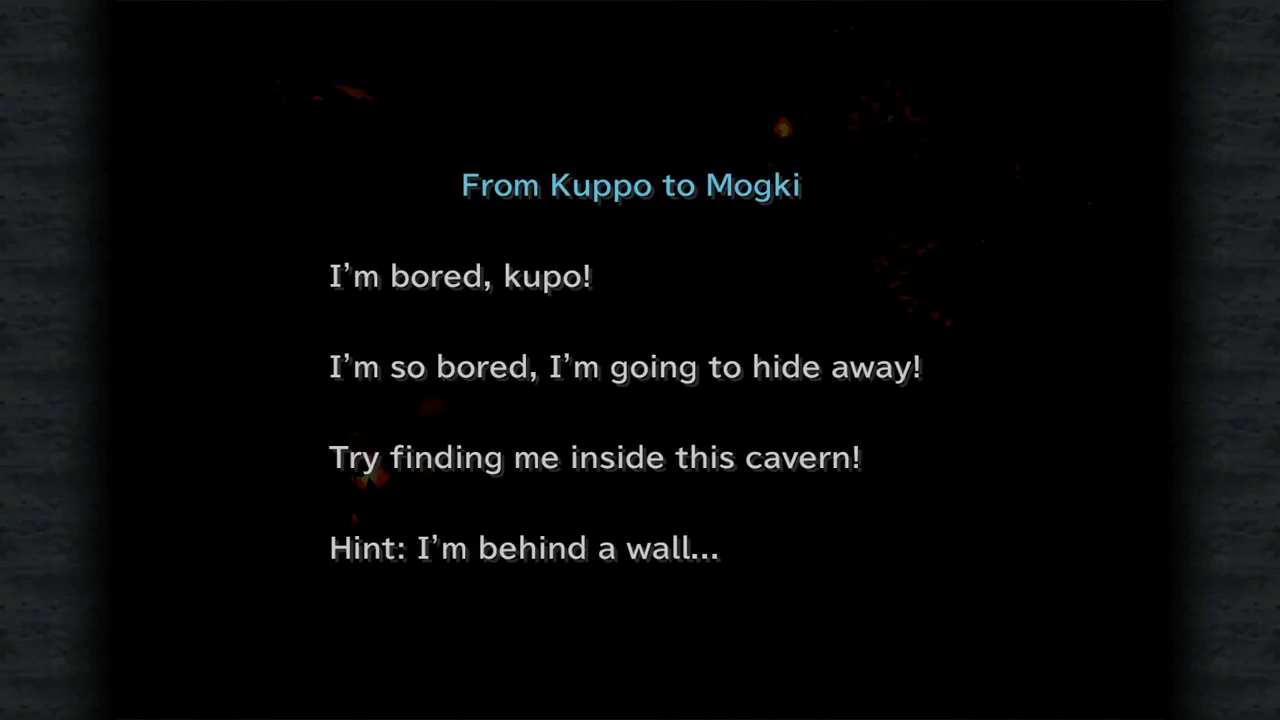 From Kuppo to Mogki
I'm bored, kupo!
I'm so bored, I'm going to hide away!
Try finding me inside this cavern!
Hint: I'm behind a wall...